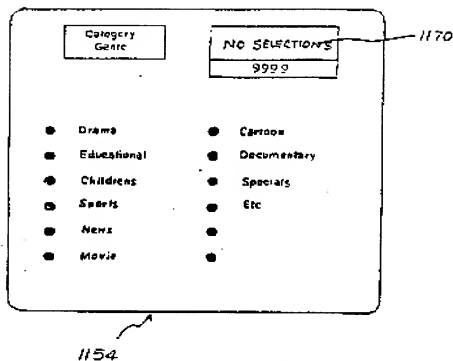 Category
Genre
NO SELECTIONS
9999
1170
Drama
Educational
Childrens
Sports
News
Movie
Cartoon
Documentary
Specials
Etc
1154